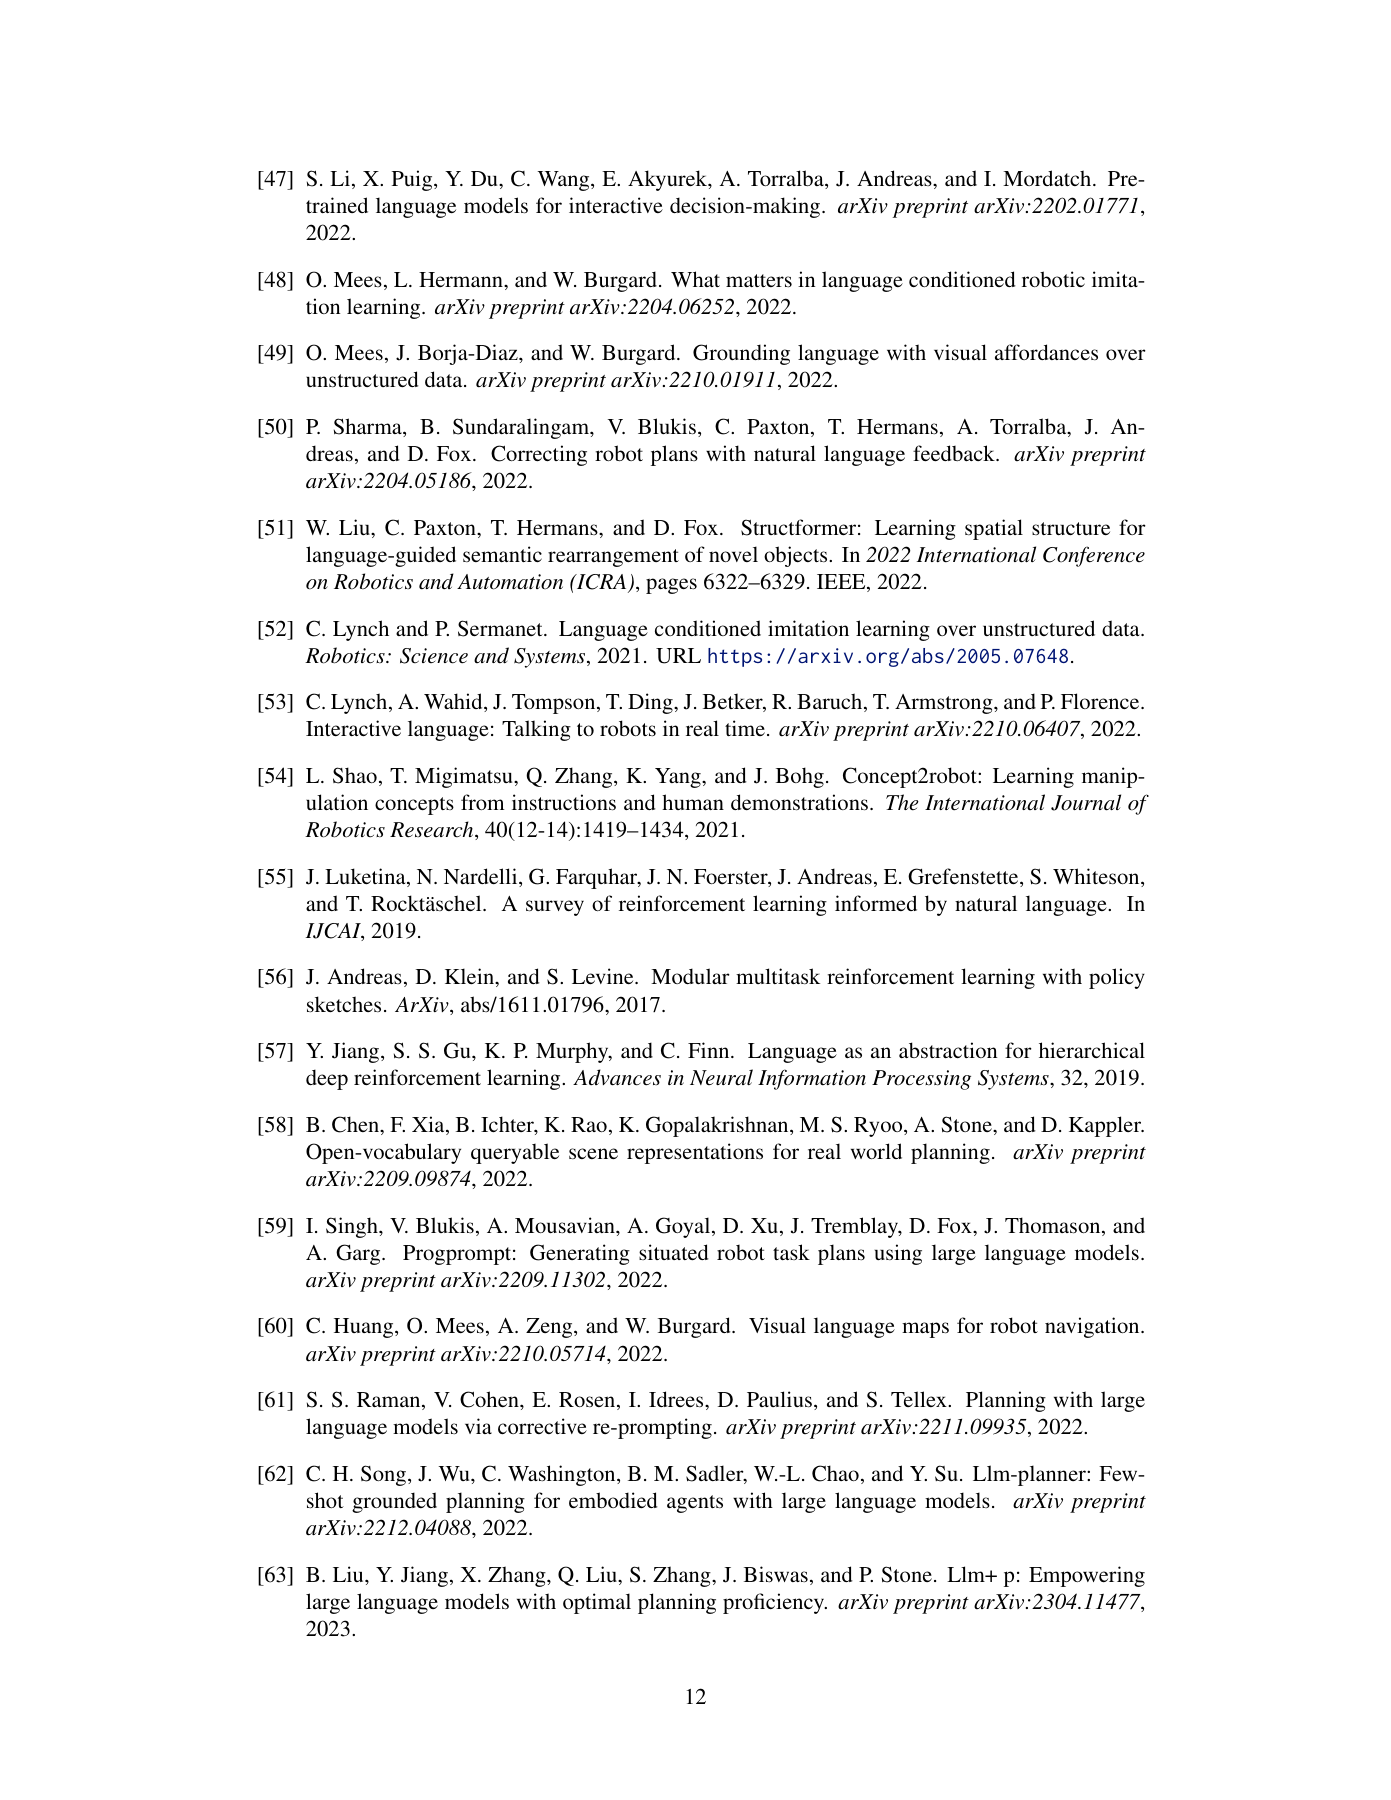 [47] S. Li, X. Puig, Y. Du, C. Wang, E. Akyurek, A. Torralba, J. Andreas, and I. Mordatch. Pre-
trained language models for interactive decision-making. arXiv preprint arXiv:2202.01771,
2022.
[48] O. Mees, L. Hermann, and W. Burgard. What matters in language conditioned robotic imita-
tion learning. arXiv preprint arXiv:2204.06252, 2022.
[49] O. Mees, J. Borja-Diaz, and W. Burgard. Grounding language with visual affordances over
unstructured data. arXiv preprint arXiv:2210.01911, 2022.
[50] P. Sharma, B. Sundaralingam, V. Blukis, C. Paxton, T. Hermans, A. Torralba, J. An-
dreas, and D. Fox. Correcting robot plans with natural language feedback. arXiv preprint
arXiv:2204.05186, 2022.
[51] W. Liu, C. Paxton, T. Hermans, and D. Fox. Structformer: Learning spatial structure for
language-guided semantic rearrangement of novel objects. In 2022 International Conference
on Robotics and Automation (ICRA), pages 6322–6329. IEEE, 2022.
[52] C. Lynch and P. Sermanet. Language conditioned imitation learning over unstructured data.
Robotics: Science and Systems, 2021. URL https://arxiv.org/abs/2005.07648.
[53] C. Lynch, A. Wahid, J. Tompson, T. Ding, J. Betker, R. Baruch, T. Armstrong, and P. Florence.
Interactive language: Talking to robots in real time. arXiv preprint arXiv:2210.06407, 2022.
[54] L. Shao, T. Migimatsu, Q. Zhang, K. Yang, and J. Bohg. Concept2robot: Learning manip-
ulation concepts from instructions and human demonstrations. The International Journal of
Robotics Research, 40(12-14):1419–1434, 2021.
[55] J. Luketina, N. Nardelli, G. Farquhar, J. N. Foerster, J. Andreas, E. Grefenstette, S. Whiteson,
and T. Rocktäschel. A survey of reinforcement learning informed by natural language. In
IJCAI, 2019.
[56] J. Andreas, D. Klein, and S. Levine. Modular multitask reinforcement learning with policy
sketches. ArXiv, abs/1611.01796, 2017.
[57] Y. Jiang, S. S. Gu, K. P. Murphy, and C. Finn. Language as an abstraction for hierarchical
deep reinforcement learning. Advances in Neural Information Processing Systems, 32, 2019.
[58] B. Chen, F. Xia, B. Ichter, K. Rao, K. Gopalakrishnan, M. S. Ryoo, A. Stone, and D. Kappler.
Open-vocabulary queryable scene representations for real world planning. arXiv preprint
arXiv:2209.09874, 2022.
[59] I. Singh, V. Blukis, A. Mousavian, A. Goyal, D. Xu, J. Tremblay, D. Fox, J. Thomason, and
A. Garg. Progprompt: Generating situated robot task plans using large language models.
arXiv preprint arXiv:2209.11302, 2022.
[60] C. Huang, O. Mees, A. Zeng, and W. Burgard. Visual language maps for robot navigation.
arXiv preprint arXiv:2210.05714, 2022.
[61] S. S. Raman, V. Cohen, E. Rosen, I. Idrees, D. Paulius, and S. Tellex. Planning with large
language models via corrective re-prompting. arXiv preprint arXiv:2211.09935, 2022.
[62] C. H. Song, J. Wu, C. Washington, B. M. Sadler, W.-L. Chao, and Y. Su. Llm-planner: Few-
shot grounded planning for embodied agents with large language models. arXiv preprint
arXiv:2212.04088, 2022.
[63] B. Liu, Y. Jiang, X. Zhang, Q. Liu, S. Zhang, J. Biswas, and P. Stone. Llm+ p: Empowering
large language models with optimal planning proficiency. arXiv preprint arXiv:2304.11477,
2023.
12